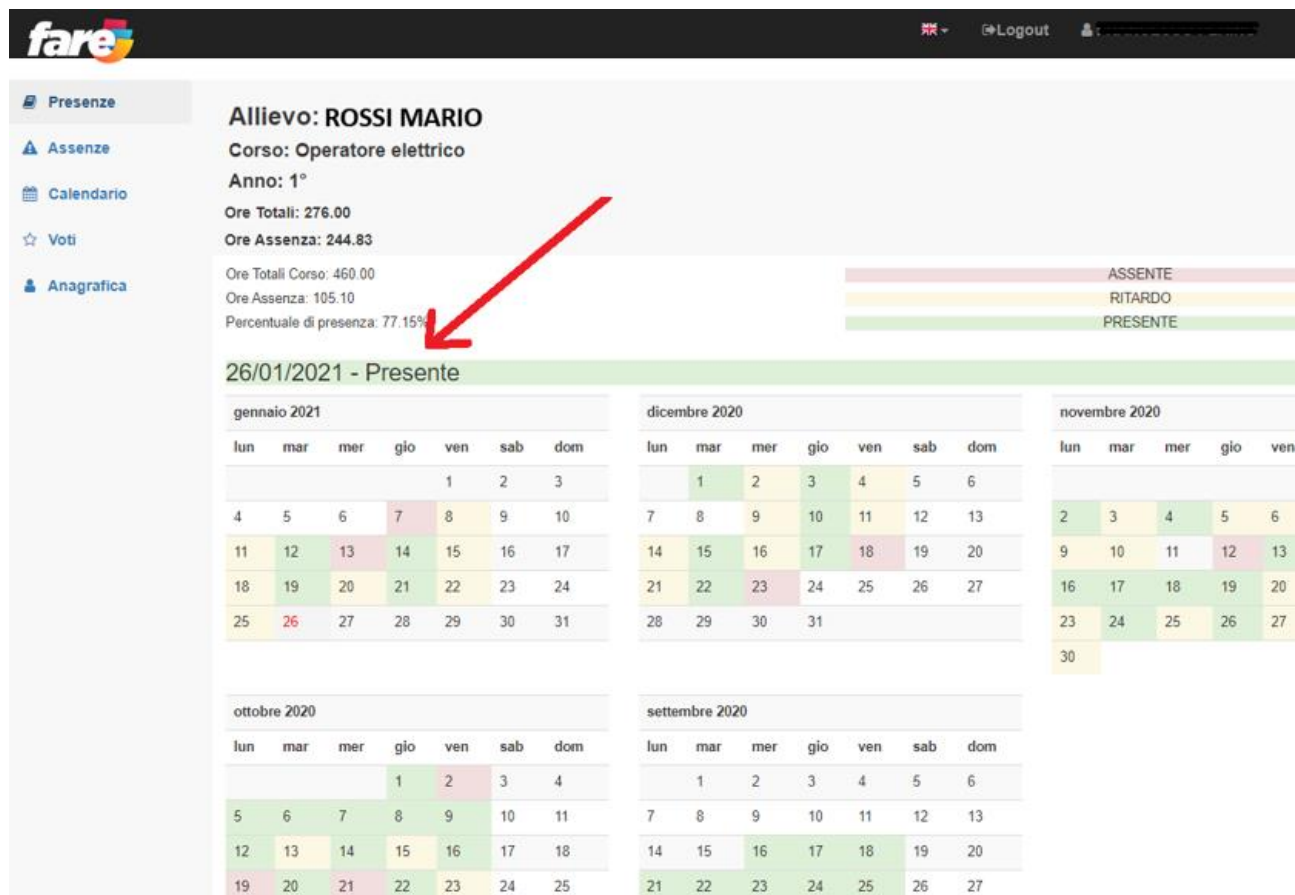 fare
Logout
Presenze
Assenze
Calendario
Voti
Anagrafica
Allievo: ROSSI MARIO
Corso: Operatore elettrico
Anno: 1°
Ore Totali: 276.00
Ore Assenza: 244.83
Ore Totali Corso: 460.00
Ore Assenza: 105.10
Percentuale di presenza: 77.15%
ASSENTE
RITARDO
PRESENTE
26/01/2021 - Presente
gennaio 2021
lun mar mer gio ven sab dom
1 2 3
4 5 6 7 8 9 10
11 12 13 14 15 16 17
18 19 20 21 22 23 24
25 26 27 28 29 30 31
dicembre 2020
lun mar mer gio ven sab dom
1 2 3 4 5 6
7 8 9 10 11 12 13
14 15 16 17 18 19 20
21 22 23 24 25 26 27
28 29 30 31
novembre 2020
lun mar mer gio ven
2 3 4 5 6
9 10 11 12 13
16 17 18 19 20
23 24 25 26 27
30
ottobre 2020
lun mar mer gio ven sab dom
1 2 3 4
5 6 7 8 9 10 11
12 13 14 15 16 17 18
19 20 21 22 23 24 25
settembre 2020
lun mar mer gio ven sab dom
1 2 3 4 5 6
7 8 9 10 11 12 13
14 15 16 17 18 19 20
21 22 23 24 25 26 27